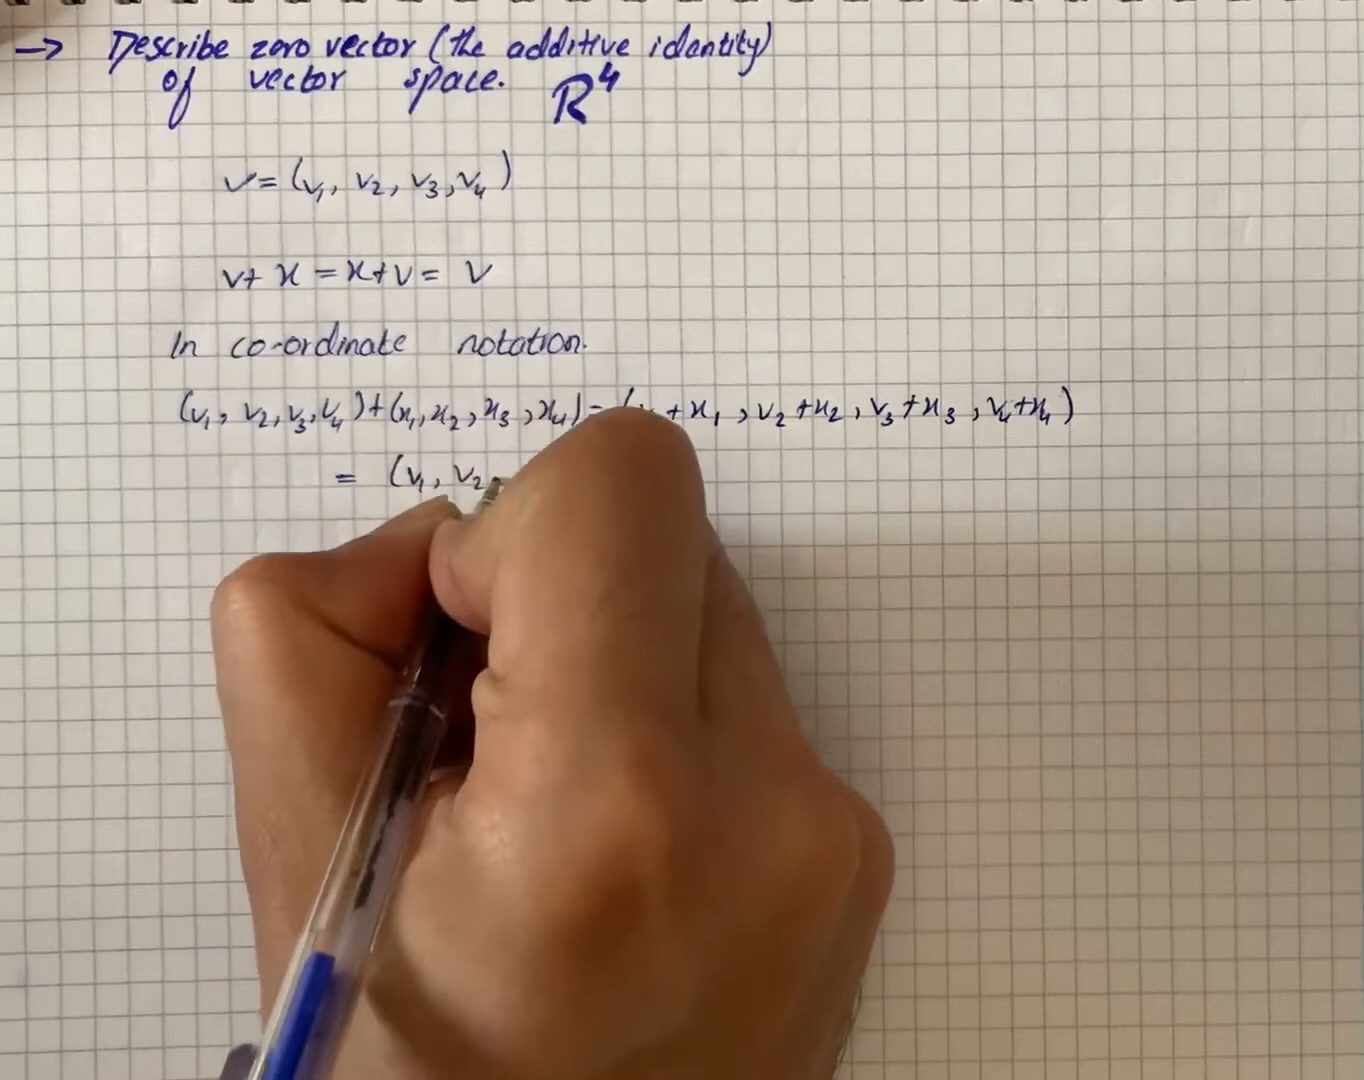 → Describe zero vector (the additive identity)
of vector space. R⁴
v = (v₁, v₂, v₃, v₄)
v + x = x + v = v
In co-ordinate notation.
(v₁, v₂, v₃, v₄) + (x₁, x₂, x₃, x₄) = ( + x₁, v₂ + x₂, v₃ + x₃, v₄ + x₄)
= (v₁, v₂,